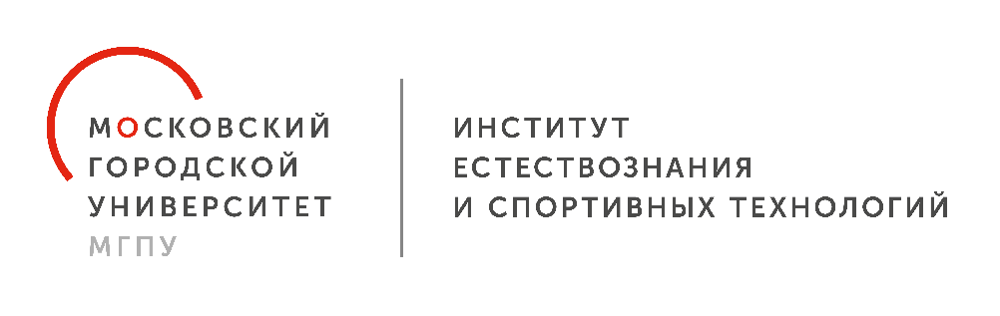 МОСКОВСКИЙ
ГОРОДСКОЙ
УНИВЕРСИТЕТ
МГПУ
ИНСТИТУТ
ЕСТЕСТВОЗНАНИЯ
И СПОРТИВНЫХ ТЕХНОЛОГИЙ